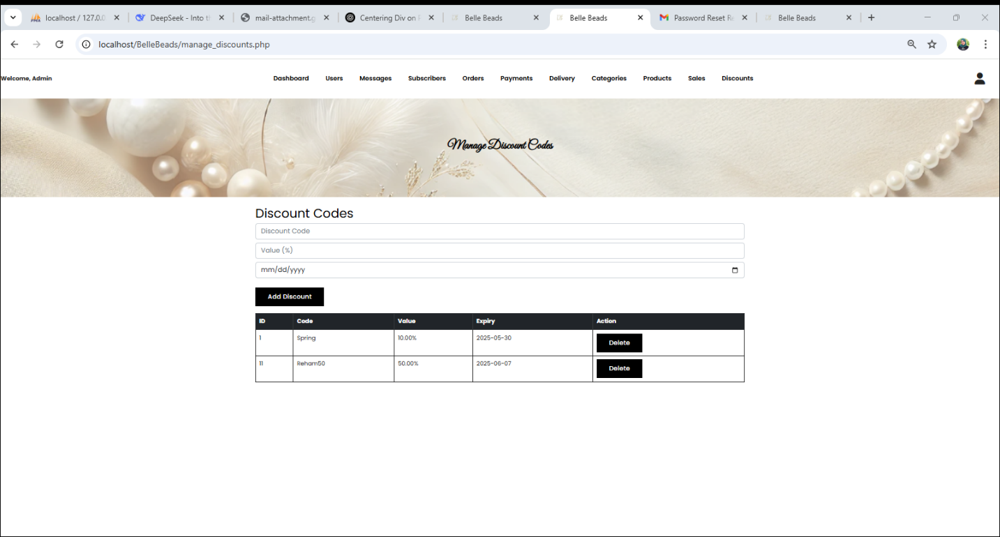 localhost / 127.0.0
DeepSeek - Into th
mail-attachment.g
Centering Div on
Belle Beads
Belle Beads
Password Reset Re
Belle Beads
localhost/BelleBeads/manage_discounts.php
Welcome, Admin
Dashboard Users Messages Subscribers Orders Payments Delivery Categories Products Sales Discounts
Manage Discount Codes
Discount Codes
Discount Code
Value (%)
mm/dd/yyyy
Add Discount
ID Code Value Expiry Action
1 Spring 10.00% 2025-05-30 Delete
11 Reham50 50.00% 2025-06-07 Delete